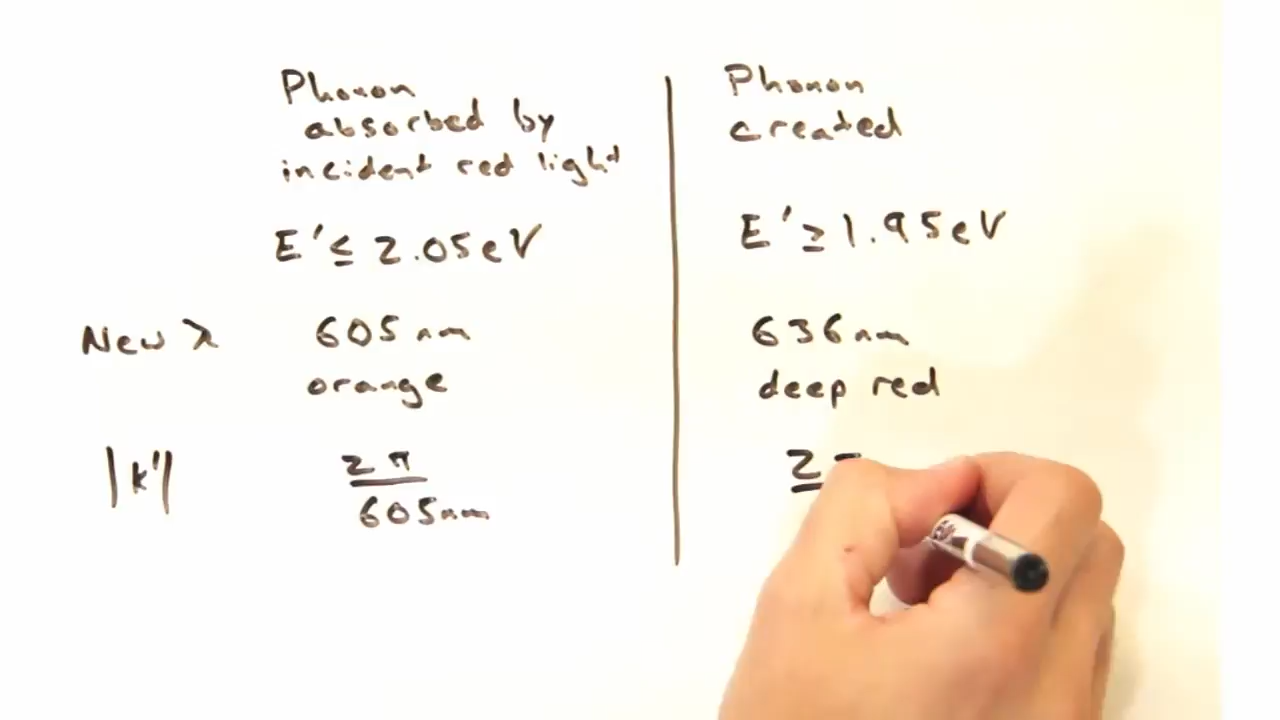 Phonon
absorbed by
incident red light
E' ≤ 2.05eV
Phonon
created
E' ≥ 1.95eV
New λ
605nm
orange
636nm
deep red
|k'|
2π
605nm
2